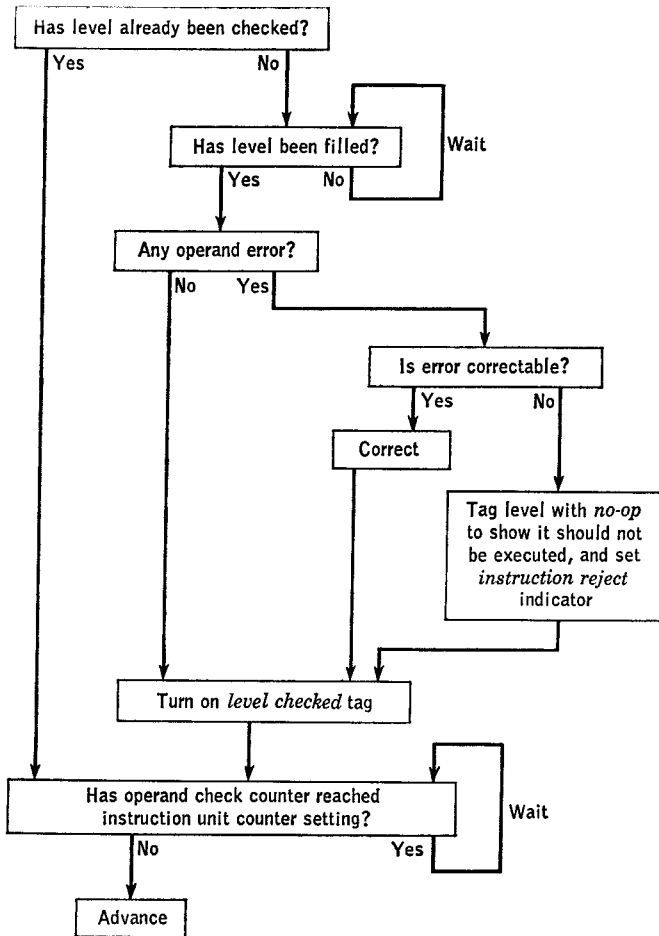 Has level already been checked?
Yes
No
Has level been filled?
Wait
Yes
No
Any operand error?
No
Yes
Is error correctable?
Yes
No
Correct
Tag level with no-op
to show it should not
be executed, and set
instruction reject
indicator
Turn on level checked tag
Has operand check counter reached
instruction unit counter setting?
Wait
No
Yes
Advance